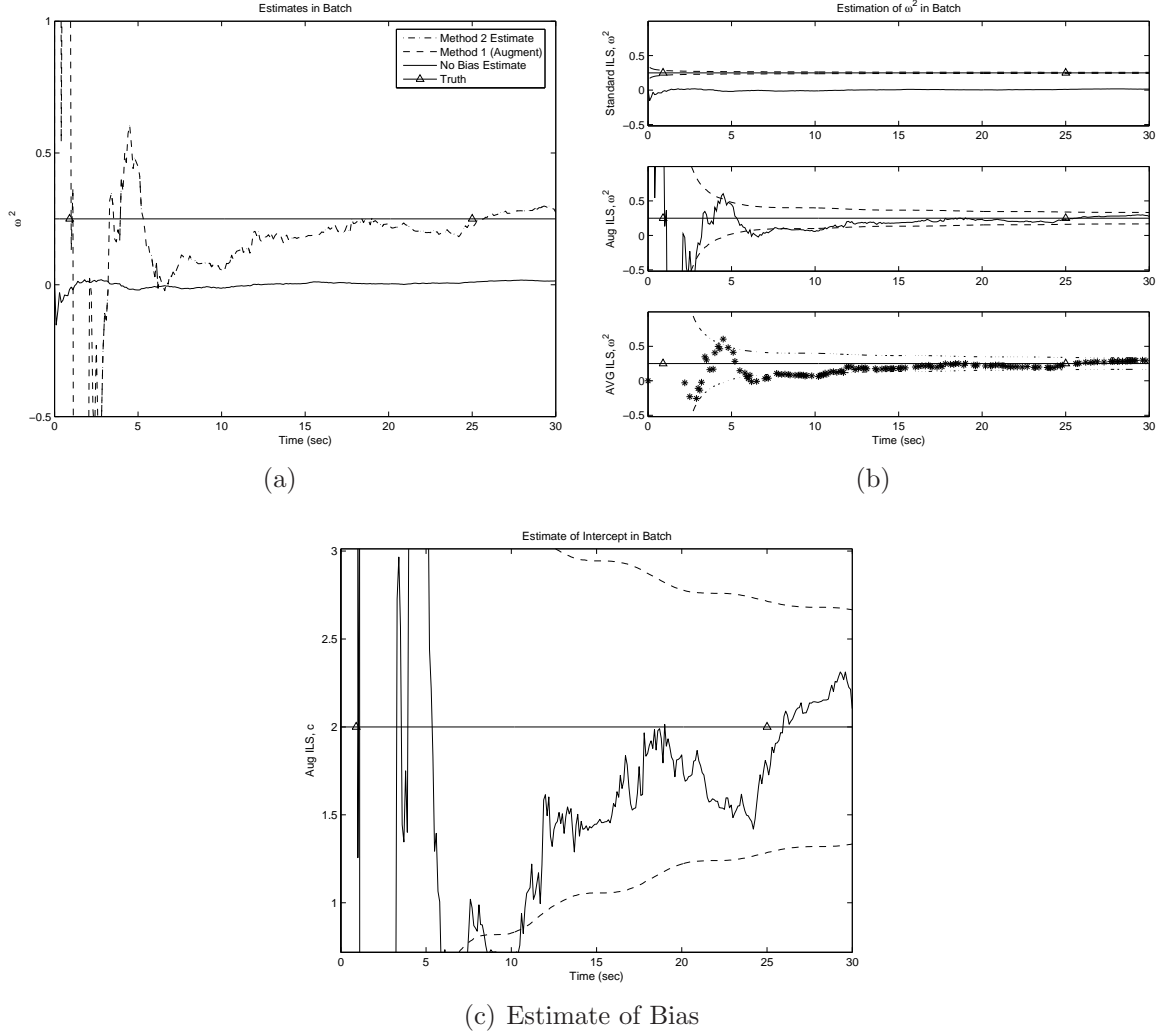 Estimates in Batch
1
0.5
0
−0.5
ω²
Method 2 Estimate
Method 1 (Augment)
No Bias Estimate
Truth
0 5 10 15 20 25 30
Time (sec)
(a)
Estimation of ω² in Batch
Standard ILS, ω²
0.5
0
−0.5
0 5 10 15 20 25 30
Aug ILS, ω²
0.5
0
−0.5
0 5 10 15 20 25 30
AVG ILS, ω²
0.5
0
−0.5
0 5 10 15 20 25 30
Time (sec)
(b)
Estimate of Intercept in Batch
3
2.5
2
1.5
1
Aug ILS, c
0 5 10 15 20 25 30
Time (sec)
(c) Estimate of Bias